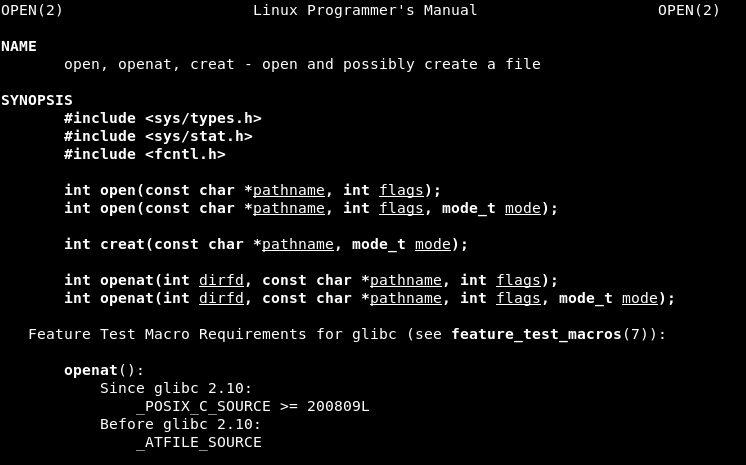 OPEN(2)                     Linux Programmer's Manual                    OPEN(2)
NAME
       open, openat, creat - open and possibly create a file
SYNOPSIS
       #include <sys/types.h>
       #include <sys/stat.h>
       #include <fcntl.h>
       int open(const char *pathname, int flags);
       int open(const char *pathname, int flags, mode_t mode);
       int creat(const char *pathname, mode_t mode);
       int openat(int dirfd, const char *pathname, int flags);
       int openat(int dirfd, const char *pathname, int flags, mode_t mode);
   Feature Test Macro Requirements for glibc (see feature_test_macros(7)):
       openat():
           Since glibc 2.10:
               _POSIX_C_SOURCE >= 200809L
           Before glibc 2.10:
               _ATFILE_SOURCE